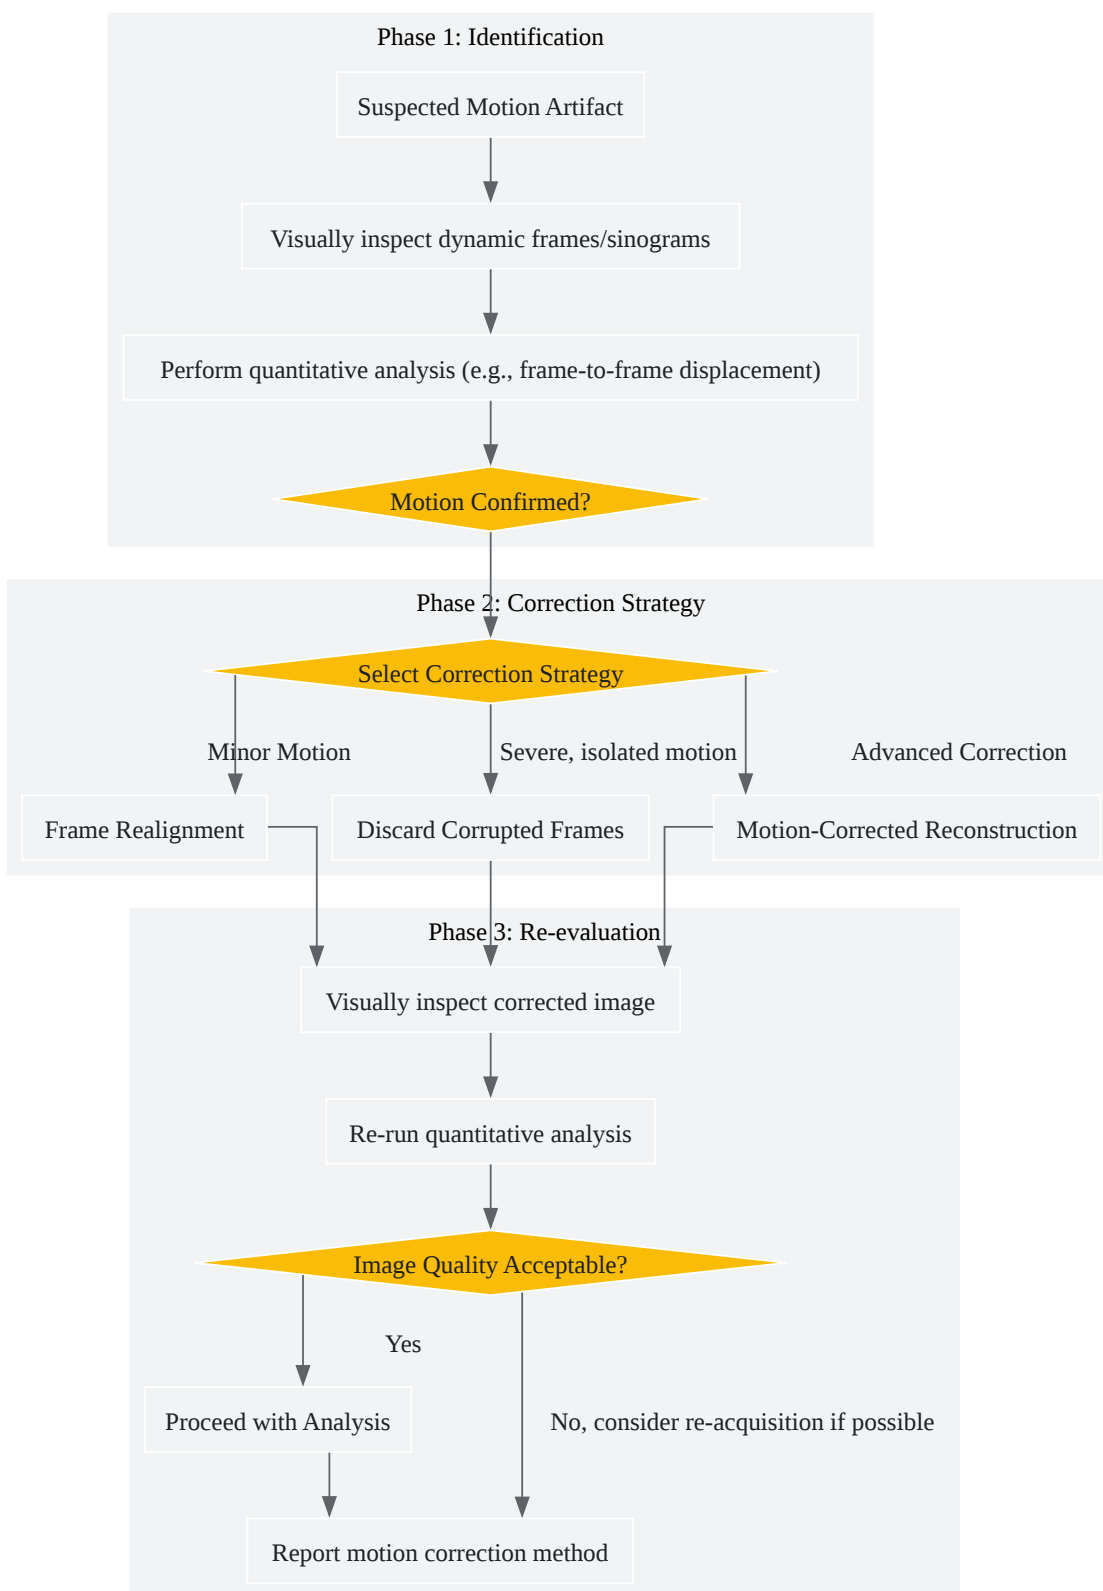 Phase 1: Identification
Suspected Motion Artifact
Visually inspect dynamic frames/sinograms
Perform quantitative analysis (e.g., frame-to-frame displacement)
Motion Confirmed?
Phase 2: Correction Strategy
Select Correction Strategy
Minor Motion
Severe, isolated motion
Advanced Correction
Frame Realignment
Discard Corrupted Frames
Motion-Corrected Reconstruction
Phase 3: Re-evaluation
Visually inspect corrected image
Re-run quantitative analysis
Image Quality Acceptable?
Yes
Proceed with Analysis
No, consider re-acquisition if possible
Report motion correction method